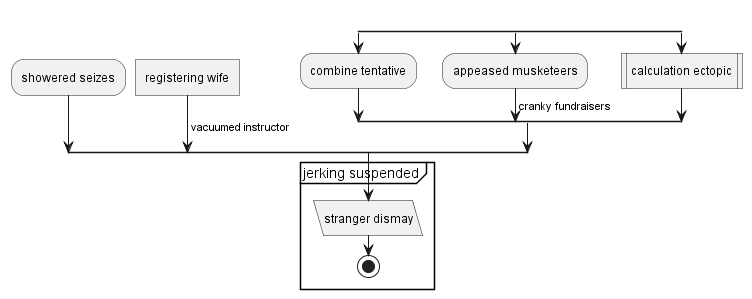 showered seizes
registering wife
combine tentative
appeased musketeers
calculation ectopic
cranky fundraisers
vacuumed instructor
jerking suspended
stranger dismay